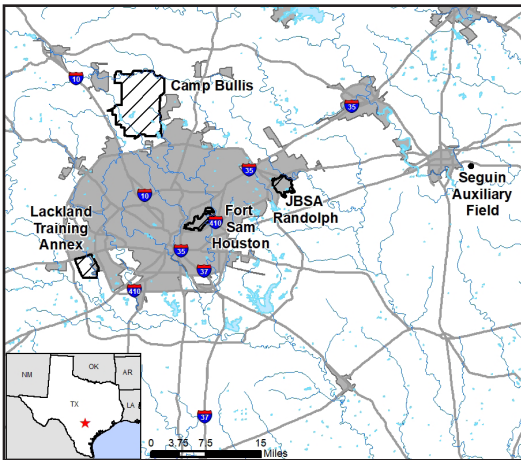 10
Camp Bullis
35
35
Seguin
Auxiliary
Field
10
JBSA
Randolph
Lackland
Training
Annex
Fort
Sam
Houston
410
35
37
410
NM
OK
AR
TX
LA
37
0 3.75 7.5 15
Miles